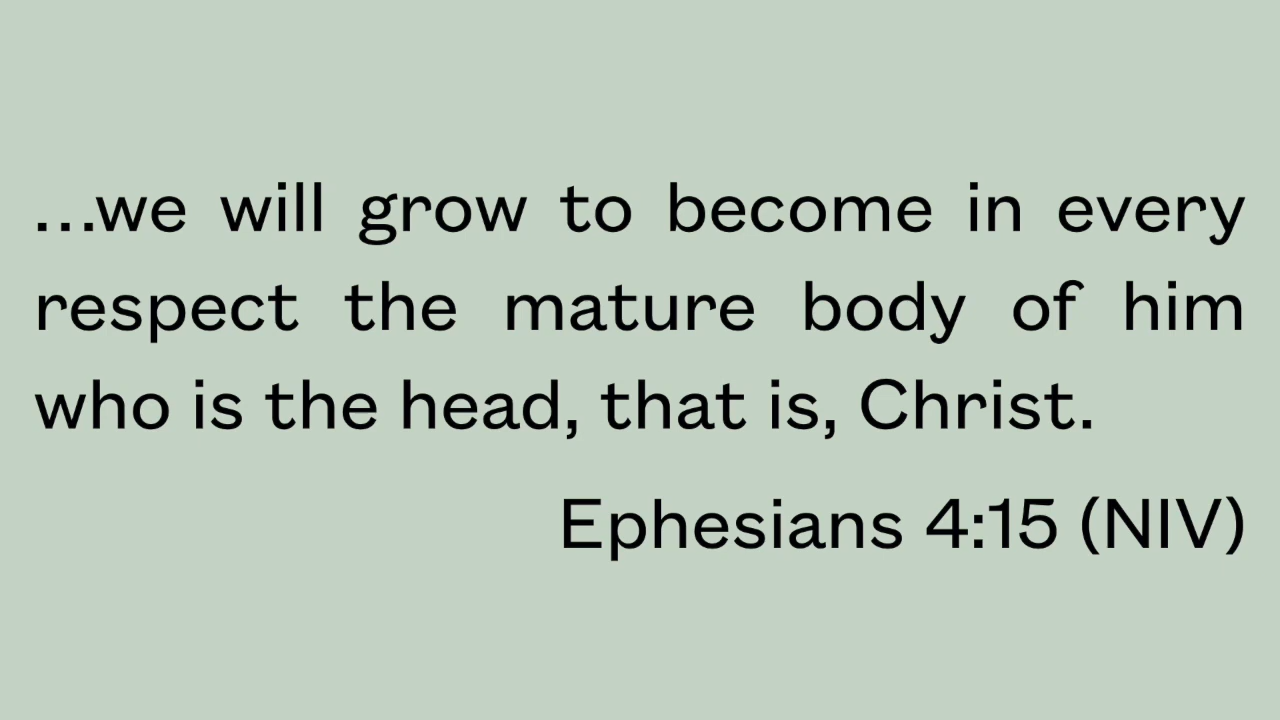 ...we will grow to become in every
respect the mature body of him
who is the head, that is, Christ.
Ephesians 4:15 (NIV)